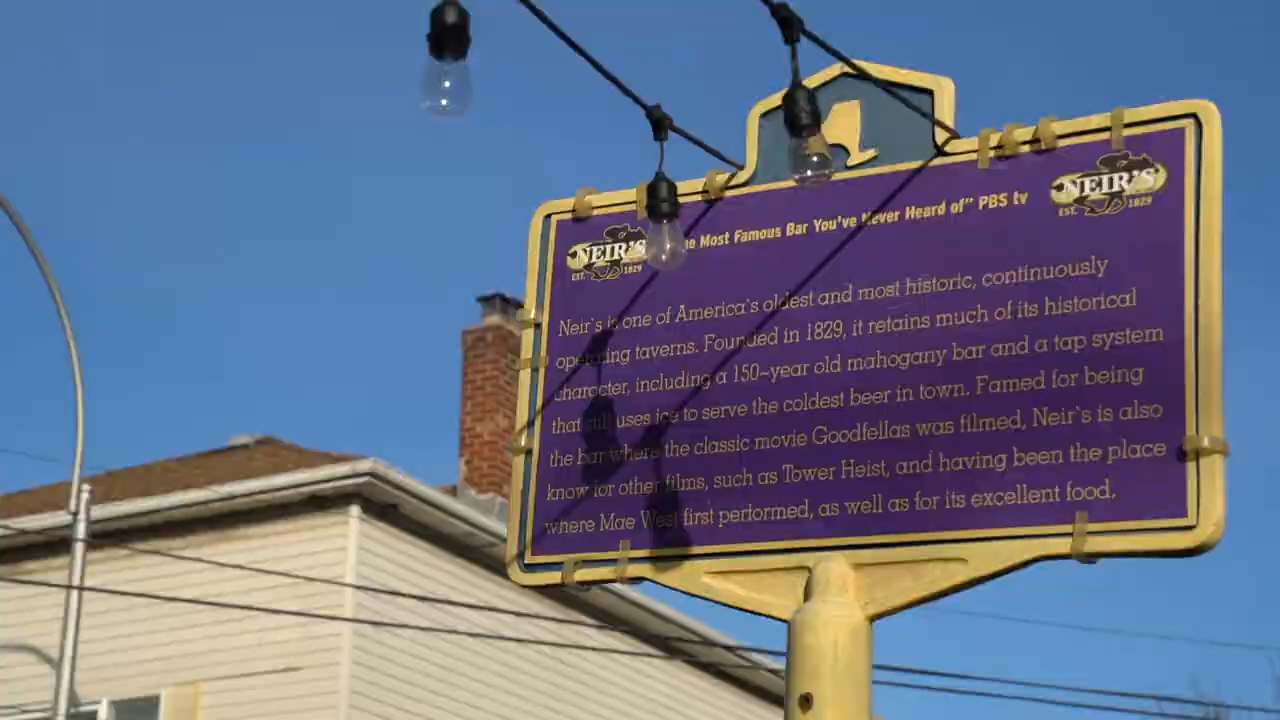 NEIR'S
EST. 1829
Most Famous Bar You've Never Heard of" PBS tv
NEIR'S
EST. 1829
Neir`s is one of America`s oldest and most historic, continuously
operating taverns. Founded in 1829, it retains much of its historical
character, including a 150-year old mahogany bar and a tap system
that still uses ice to serve the coldest beer in town. Famed for being
the bar where the classic movie Goodfellas was filmed, Neir`s is also
know for other films, such as Tower Heist, and having been the place
where Mae West first performed, as well as for its excellent food,